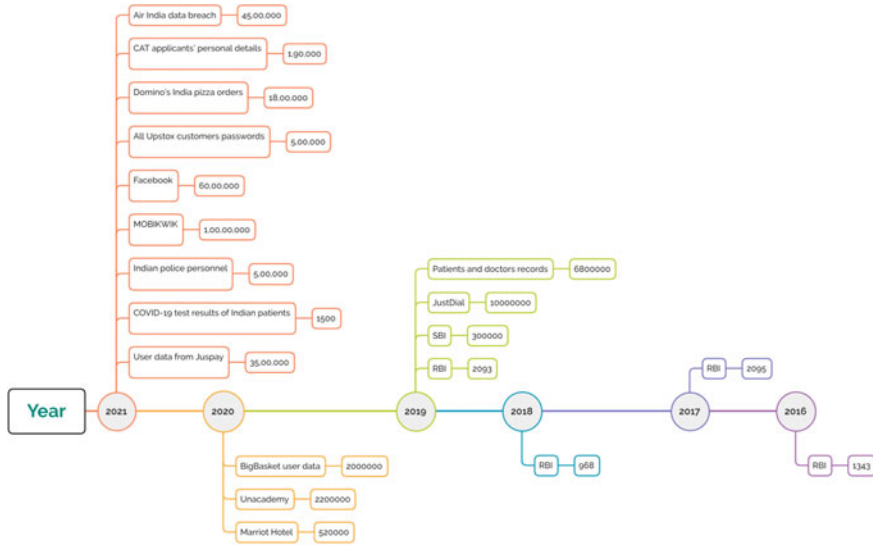 Air India data breach 45.00.000
CAT applicants' personal details 1.90.000
Domino's India pizza orders 18.00.000
All Upstox customers passwords 5.00.000
Facebook 60.00.000
MOBIKWIK 1.00.00.000
Indian police personnel 5.00.000
COVID-19 test results of Indian patients 1500
User data from Juspay 35.00.000
Patients and doctors records 6800000
JustDial 10000000
SBI 300000
RBI 2093
RBI 2095
Year 2021 2020 2019 2018 2017 2016
BigBasket user data 2000000
Unacademy 2200000
Marriot Hotel 520000
RBI 968
RBI 1343